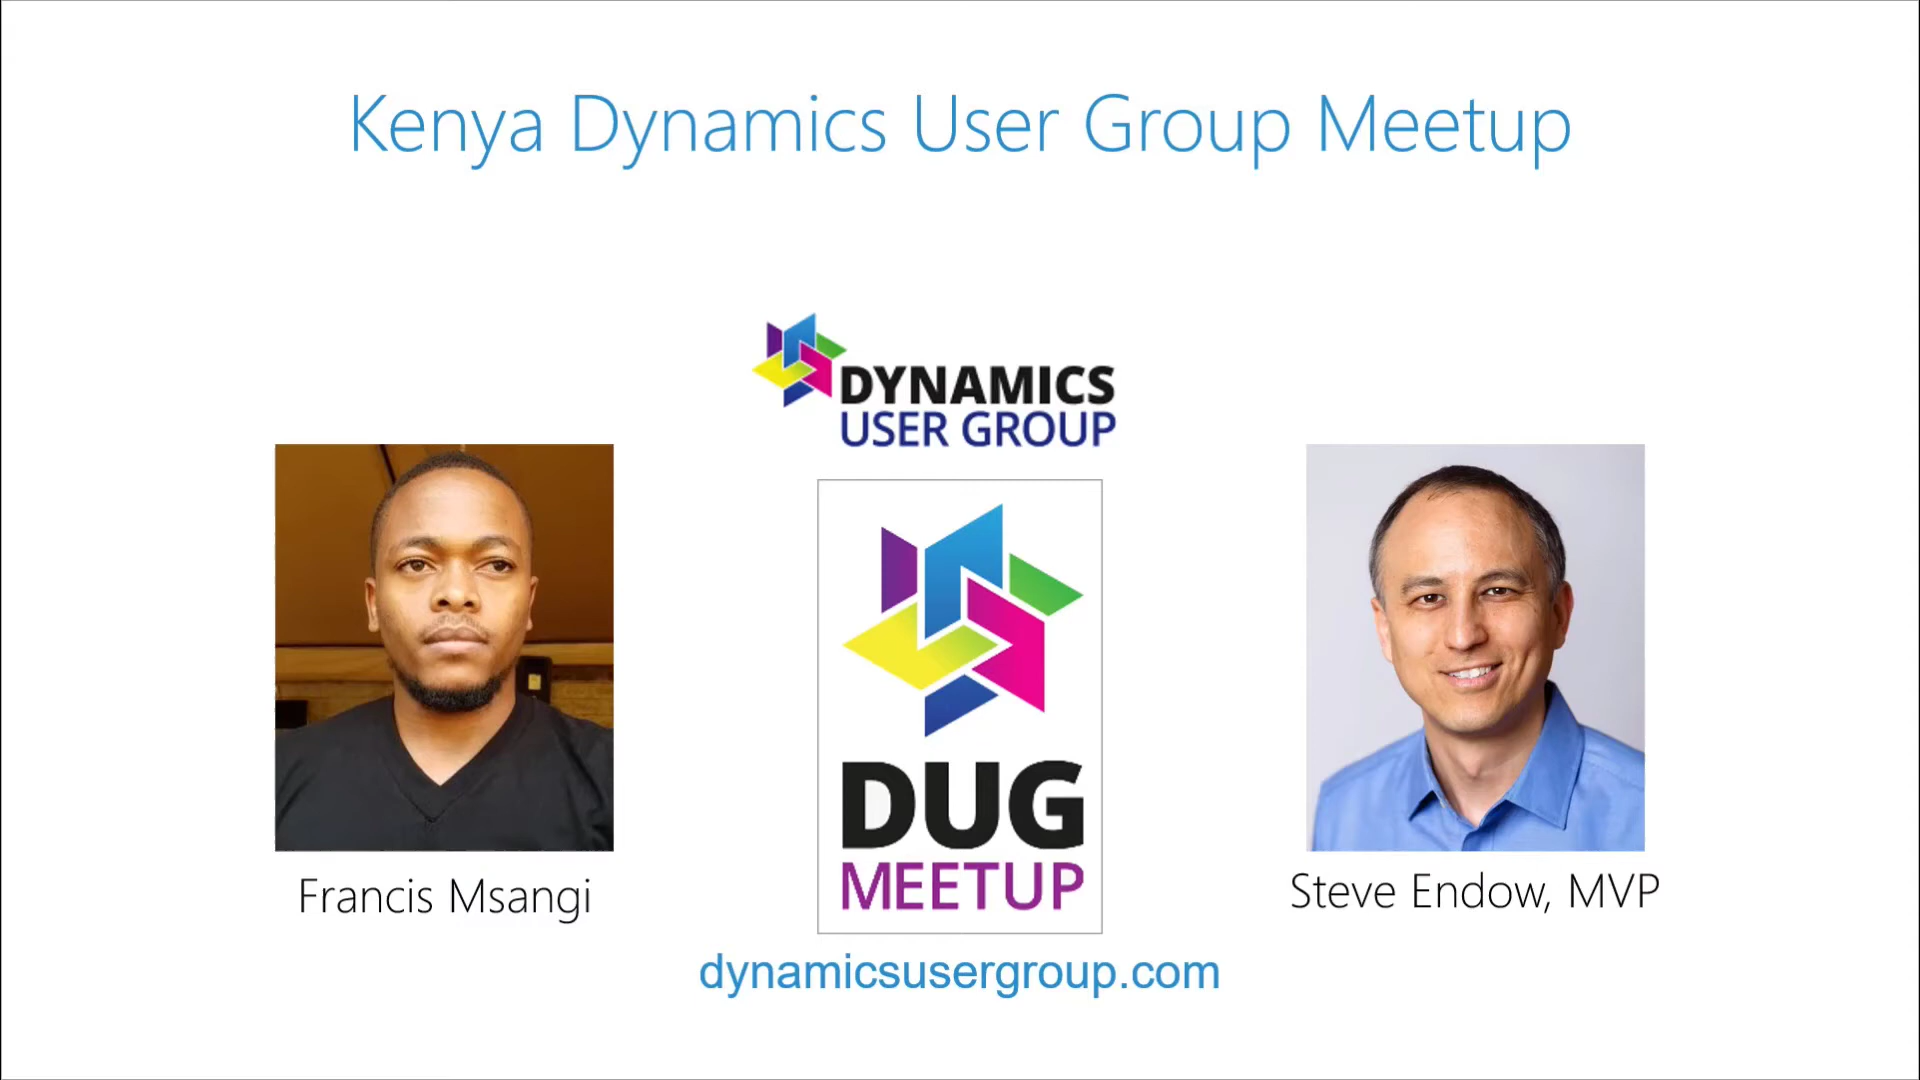 Kenya Dynamics User Group Meetup
DYNAMICS
USER GROUP
DUG
MEETUP
Francis Msangi
Steve Endow, MVP
dynamicsusergroup.com